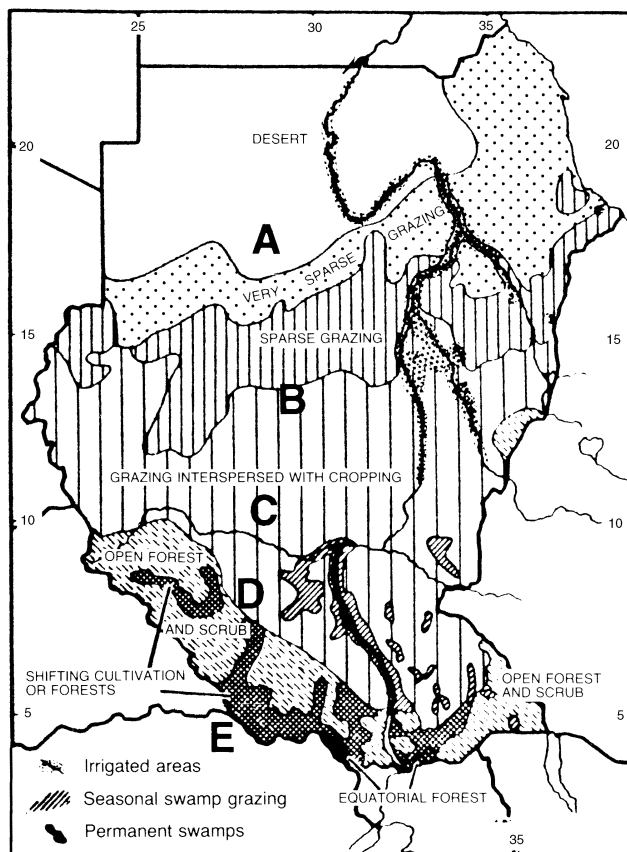 25 30 35
DESERT
20 20
A
VERY SPARSE GRAZING
15 15
SPARSE GRAZING
B
GRAZING INTERSPERSED WITH CROPPING
C
10 10
OPEN FOREST
D
AND SCRUB
SHIFTING CULTIVATION
OR FORESTS
OPEN FOREST
AND SCRUB
5 5
E
Irrigated areas
Seasonal swamp grazing
EQUATORIAL FOREST
Permanent swamps
35